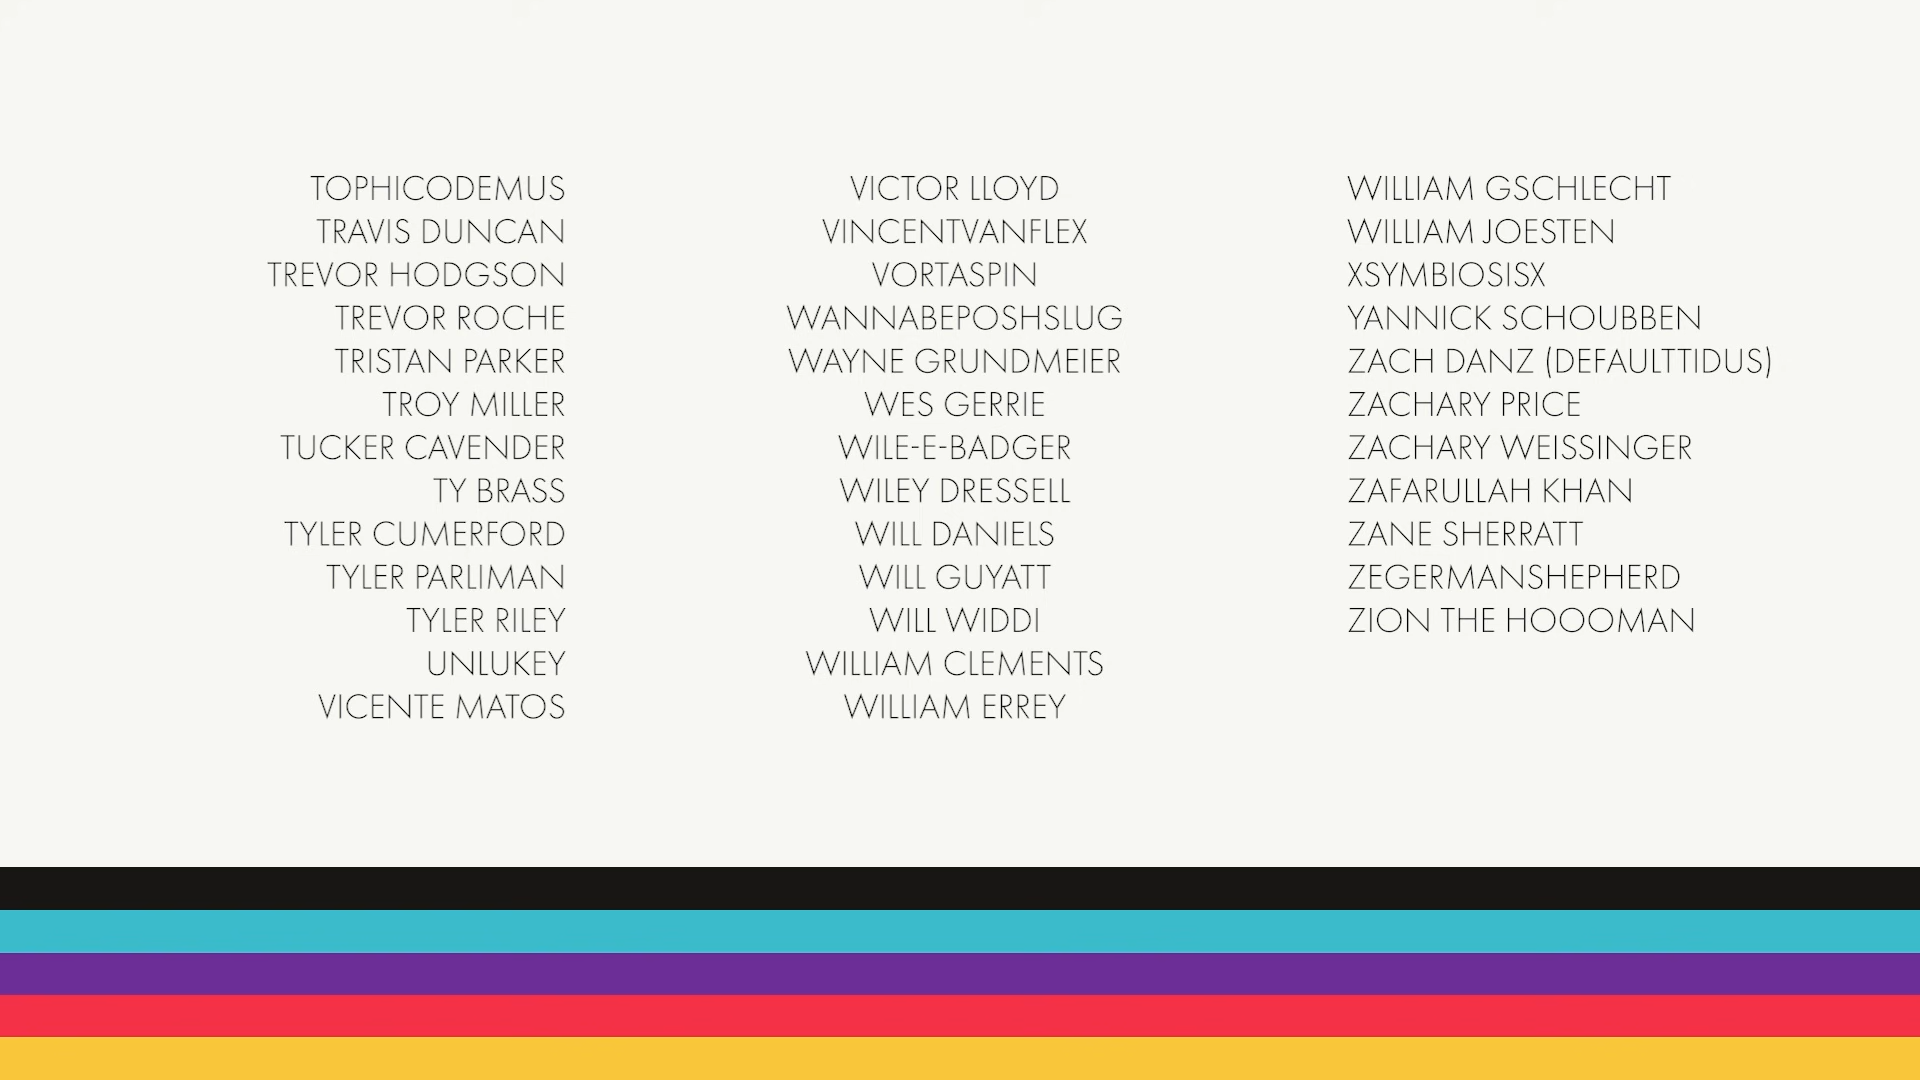 TOPHICODEMUS
TRAVIS DUNCAN
TREVOR HODGSON
TREVOR ROCHE
TRISTAN PARKER
TROY MILLER
TUCKER CAVENDER
TY BRASS
TYLER CUMERFORD
TYLER PARLIMAN
TYLER RILEY
UNLUKEY
VICENTE MATOS
VICTOR LLOYD
VINCENTVANFLEX
VORTASPIN
WANNABEPOSHSLUG
WAYNE GRUNDMEIER
WES GERRIE
WILE-E-BADGER
WILEY DRESSELL
WILL DANIELS
WILL GUYATT
WILL WIDDI
WILLIAM CLEMENTS
WILLIAM ERREY
WILLIAM GSCHLECHT
WILLIAM JOESTEN
XSYMBIOSISX
YANNICK SCHOUBBEN
ZACH DANZ (DEFAULTTIDUS)
ZACHARY PRICE
ZACHARY WEISSINGER
ZAFARULLAH KHAN
ZANE SHERRATT
ZEGERMANSHEPHERD
ZION THE HOOOMAN